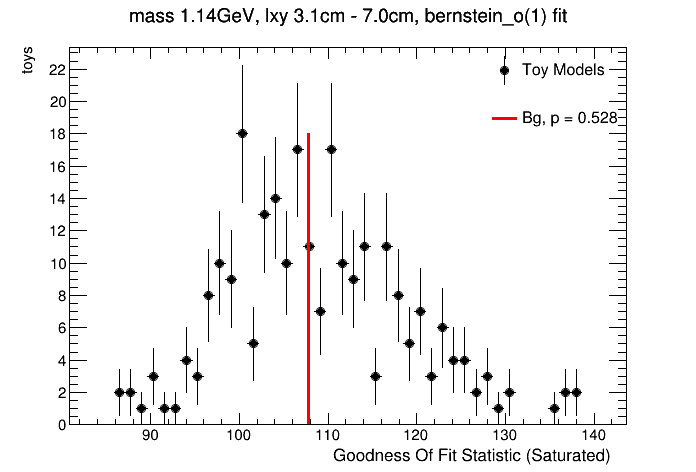 mass 1.14GeV, lxy 3.1cm - 7.0cm, bernstein_o(1) fit
toys
Toy Models
Bg, p = 0.528
22
20
18
16
14
12
10
8
6
4
2
0
90 100 110 120 130 140
Goodness Of Fit Statistic (Saturated)